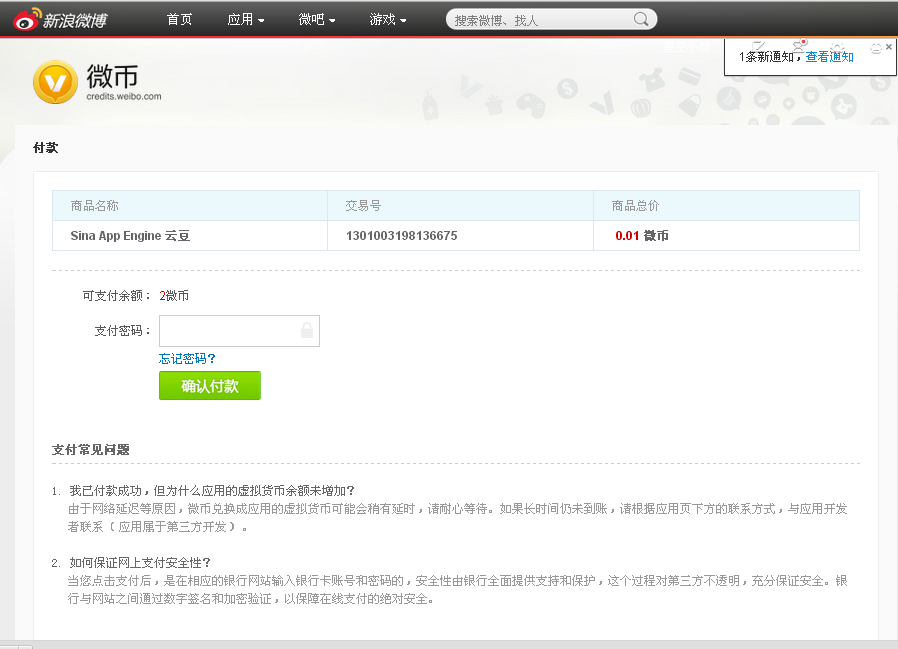 新浪微博 首页 应用 微吧 游戏 搜索微博、找人
1条新通知，查看通知
微币
credits.weibo.com
付款
商品名称 交易号 商品总价
Sina App Engine 云豆 1301003198136675 0.01 微币
可支付余额： 2微币
支付密码：
忘记密码?
确认付款
支付常见问题
1. 我已付款成功，但为什么应用的虚拟货币余额未增加?
由于网络延迟等原因，微币兑换成应用的虚拟货币可能会稍有延时，请耐心等待。如果长时间仍未到账，请根据应用页下方的联系方式，与应用开发
者联系（ 应用属于第三方开发 ）。
2. 如何保证网上支付安全性?
当您点击支付后，是在相应的银行网站输入银行卡账号和密码的，安全性由银行全面提供支持和保护，这个过程对第三方不透明，充分保证安全。银
行与网站之间通过数字签名和加密验证，以保障在线支付的绝对安全。